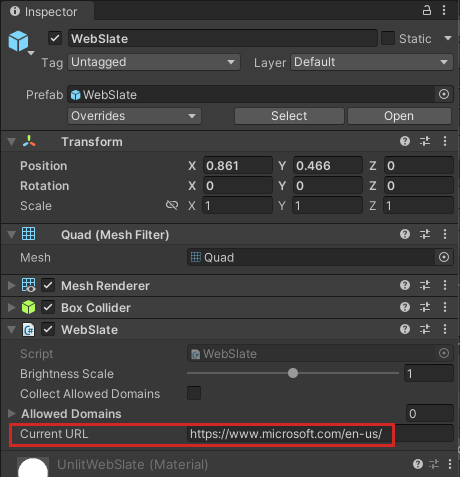 Inspector
WebSlate Static
Tag Untagged Layer Default
Prefab WebSlate
Overrides Select Open
Transform
Position X 0.861 Y 0.466 Z 0
Rotation X 0 Y 0 Z 0
Scale X 1 Y 1 Z 1
Quad (Mesh Filter)
Mesh Quad
Mesh Renderer
Box Collider
WebSlate
Script WebSlate
Brightness Scale 1
Collect Allowed Domains
Allowed Domains 0
Current URL https://www.microsoft.com/en-us/
UnlitWebSlate (Material)